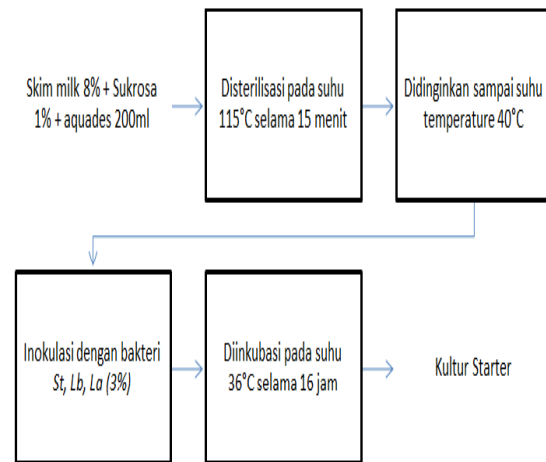 Skim milk 8% + Sukrosa
1% + aquades 200ml
Disterilisasi pada suhu
115°C selama 15 menit
Didinginkan sampai suhu
temperature 40°C
Inokulasi dengan bakteri
St, Lb, La (3%)
Diinkubasi pada suhu
36°C selama 16 jam
Kultur Starter